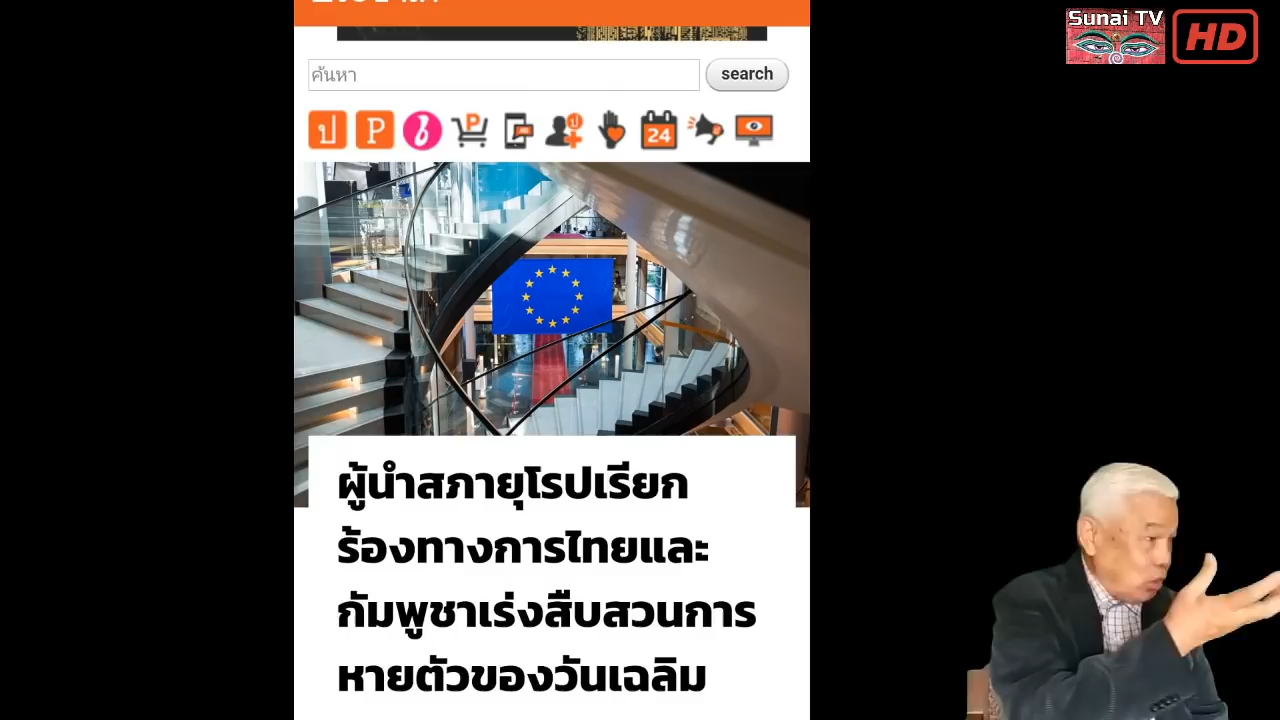 Sunai TV
HD
ค้นหา
search
ป P P ป 24
ผู้นำสภายุโรปเรียก
ร้องทางการไทยและ
กัมพูชาเร่งสืบสวนการ
หายตัวของวันเฉลิม